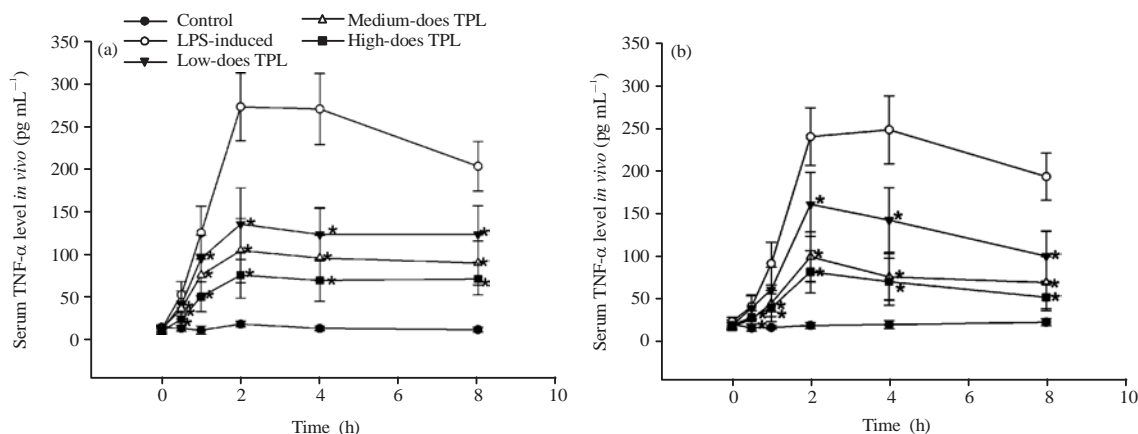 Control
LPS-induced
Low-does TPL
Medium-does TPL
High-does TPL
(a)
350
300
250
200
150
100
50
0
Serum TNF-α level in vivo (pg mL−1)
0 2 4 6 8 10
Time (h)
(b)
350
300
250
200
150
100
50
0
Serum TNF-α level in vivo (pg mL−1)
0 2 4 6 8 10
Time (h)